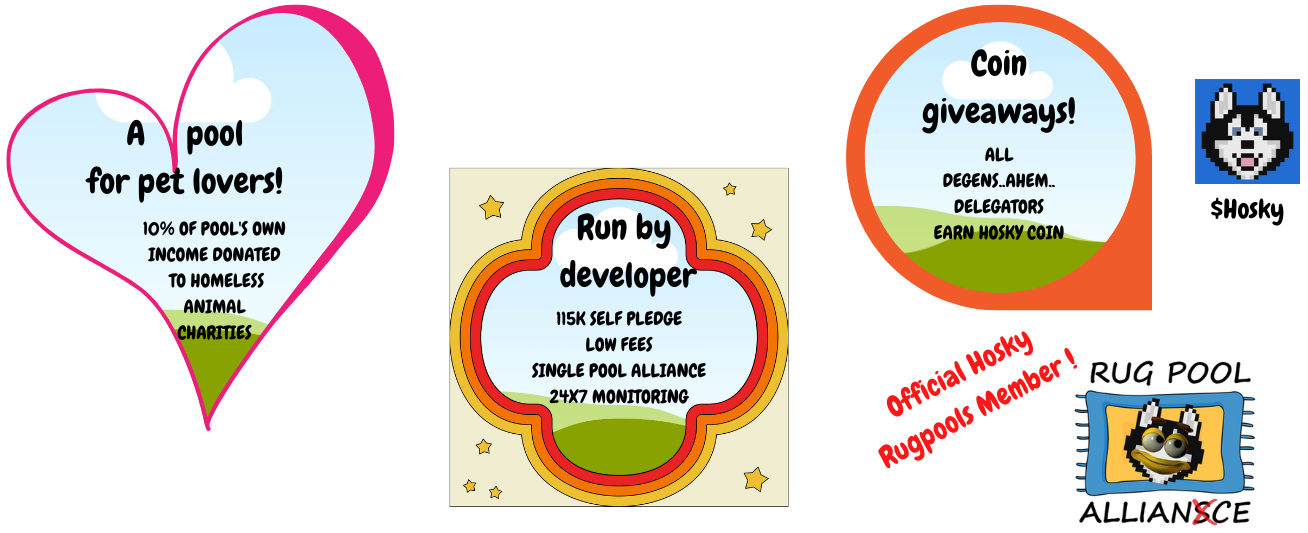 A pool
for pet lovers!
10% OF POOL'S OWN
INCOME DONATED
TO HOMELESS
ANIMAL
CHARITIES
Run by
developer
115K SELF PLEDGE
LOW FEES
SINGLE POOL ALLIANCE
24X7 MONITORING
Coin
giveaways!
ALL
DEGENS..AHEM..
DELEGATORS
EARN HOSKY COIN
$Hosky
Official Hosky
Rugpools Member !
RUG POOL
ALLIANSCE